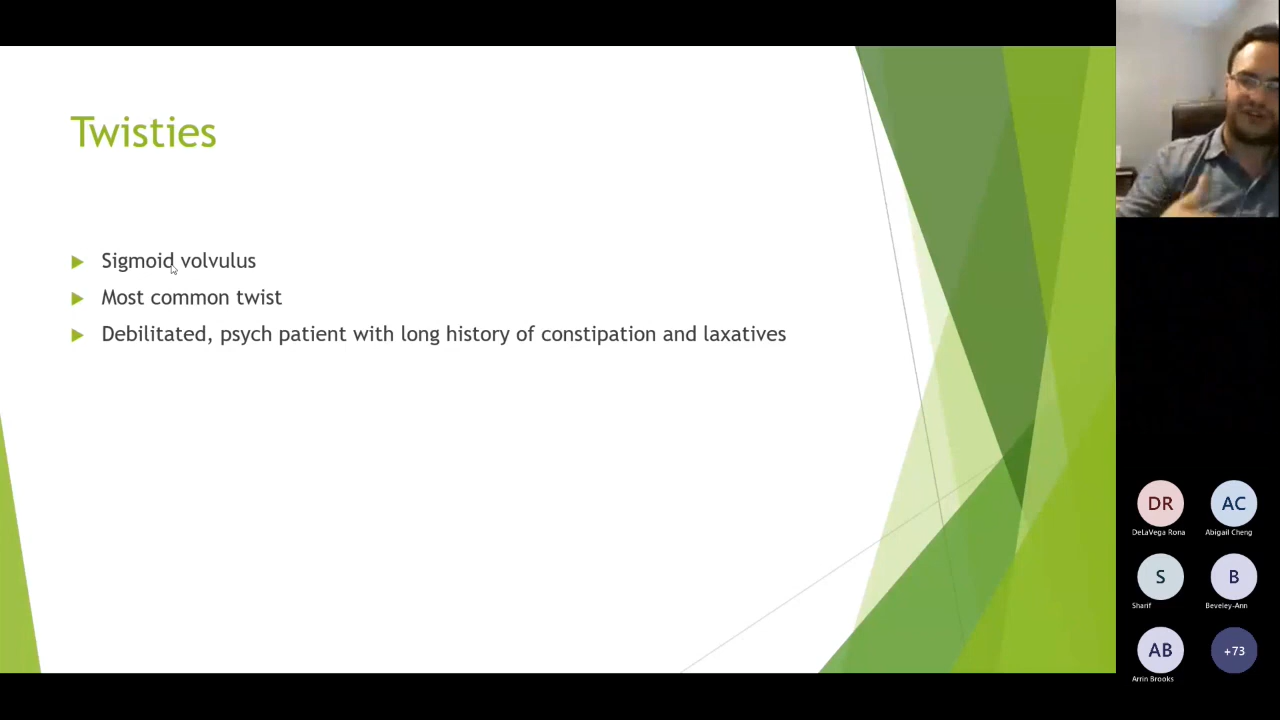 Twisties
Sigmoid volvulus
Most common twist
Debilitated, psych patient with long history of constipation and laxatives
DR
AC
DeLaVega Rona
Abigail Cheng
S
B
Sharif
Beveley-Ann
AB
+73
Arrin Brooks